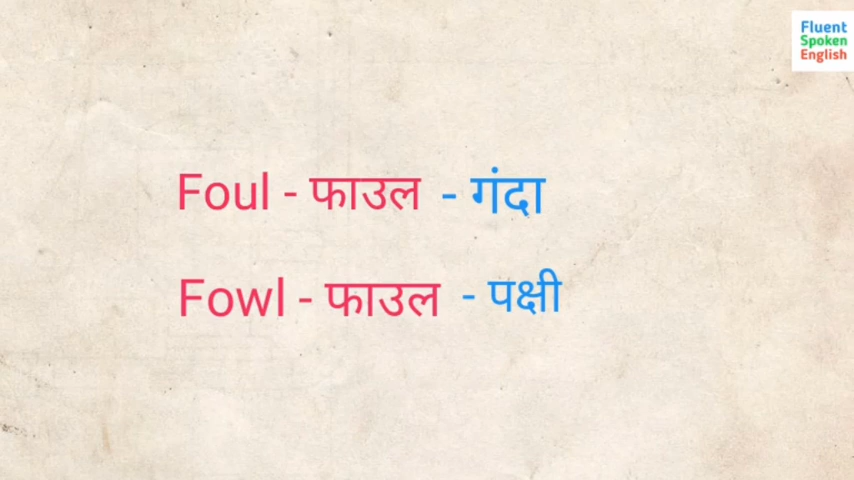 Fluent
Spoken
English
Foul - फाउल - गंदा
Fowl - फाउल - पक्षी